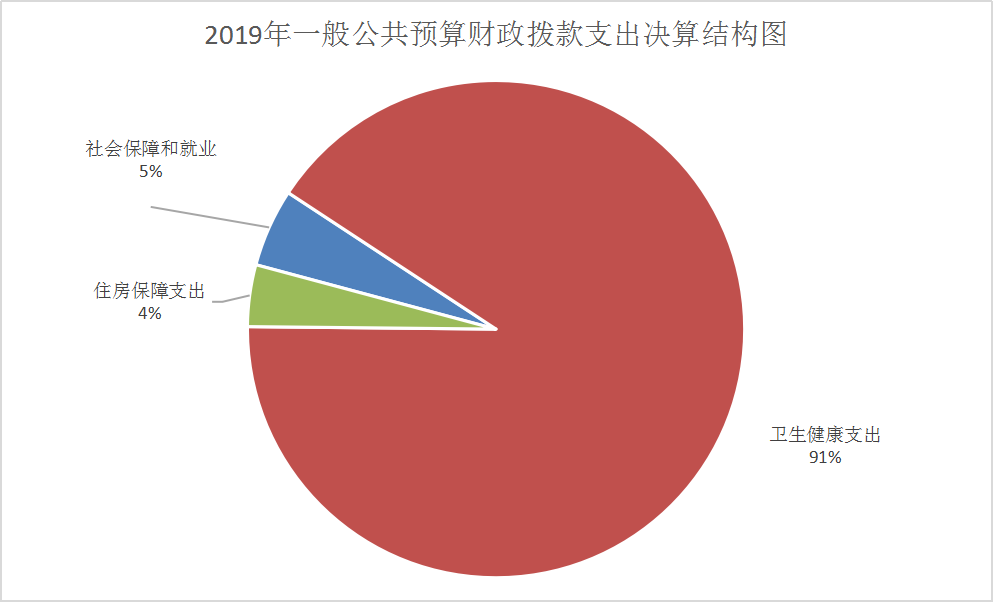 2019年一般公共预算财政拨款支出决算结构图
社会保障和就业
5%
住房保障支出
4%
卫生健康支出
91%